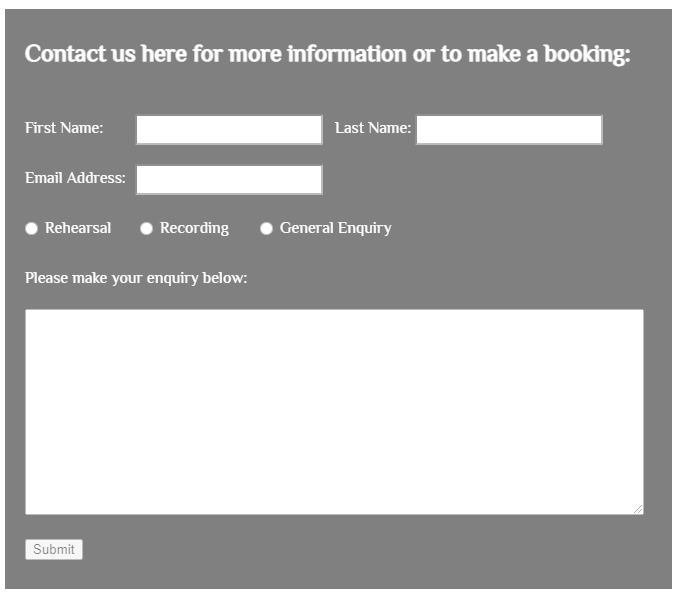 Contact us here for more information or to make a booking:
First Name: Last Name:
Email Address:
Rehearsal Recording General Enquiry
Please make your enquiry below:
Submit